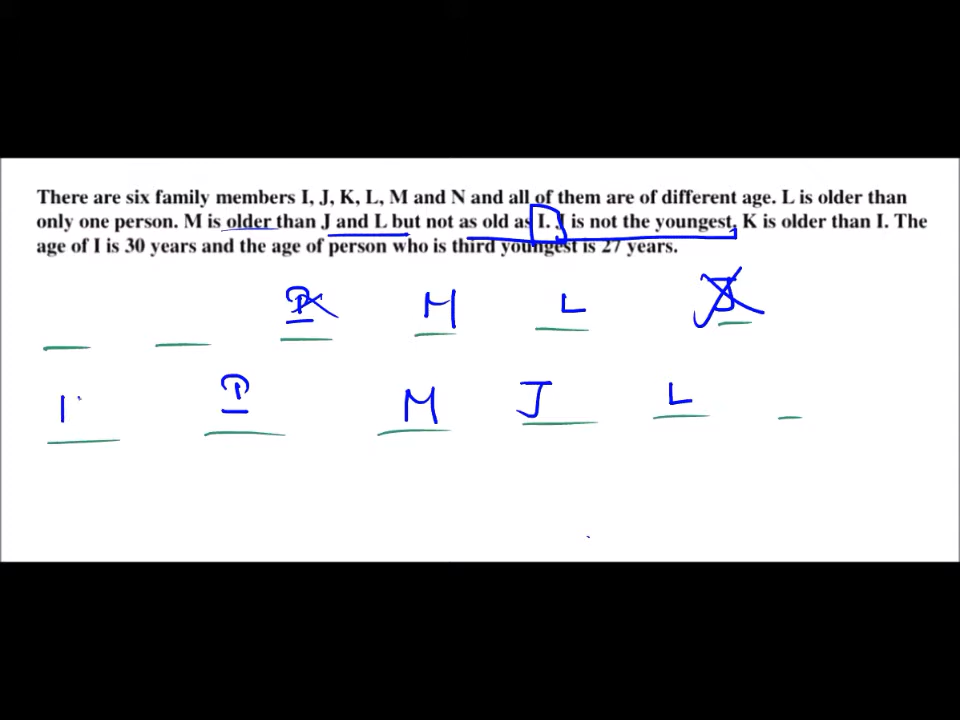 There are six family members I, J, K, L, M and N and all of them are of different age. L is older than
only one person. M is older than J and L but not as old as I. J is not the youngest. K is older than I. The
age of I is 30 years and the age of person who is third youngest is 27 years.
M L J
M J L